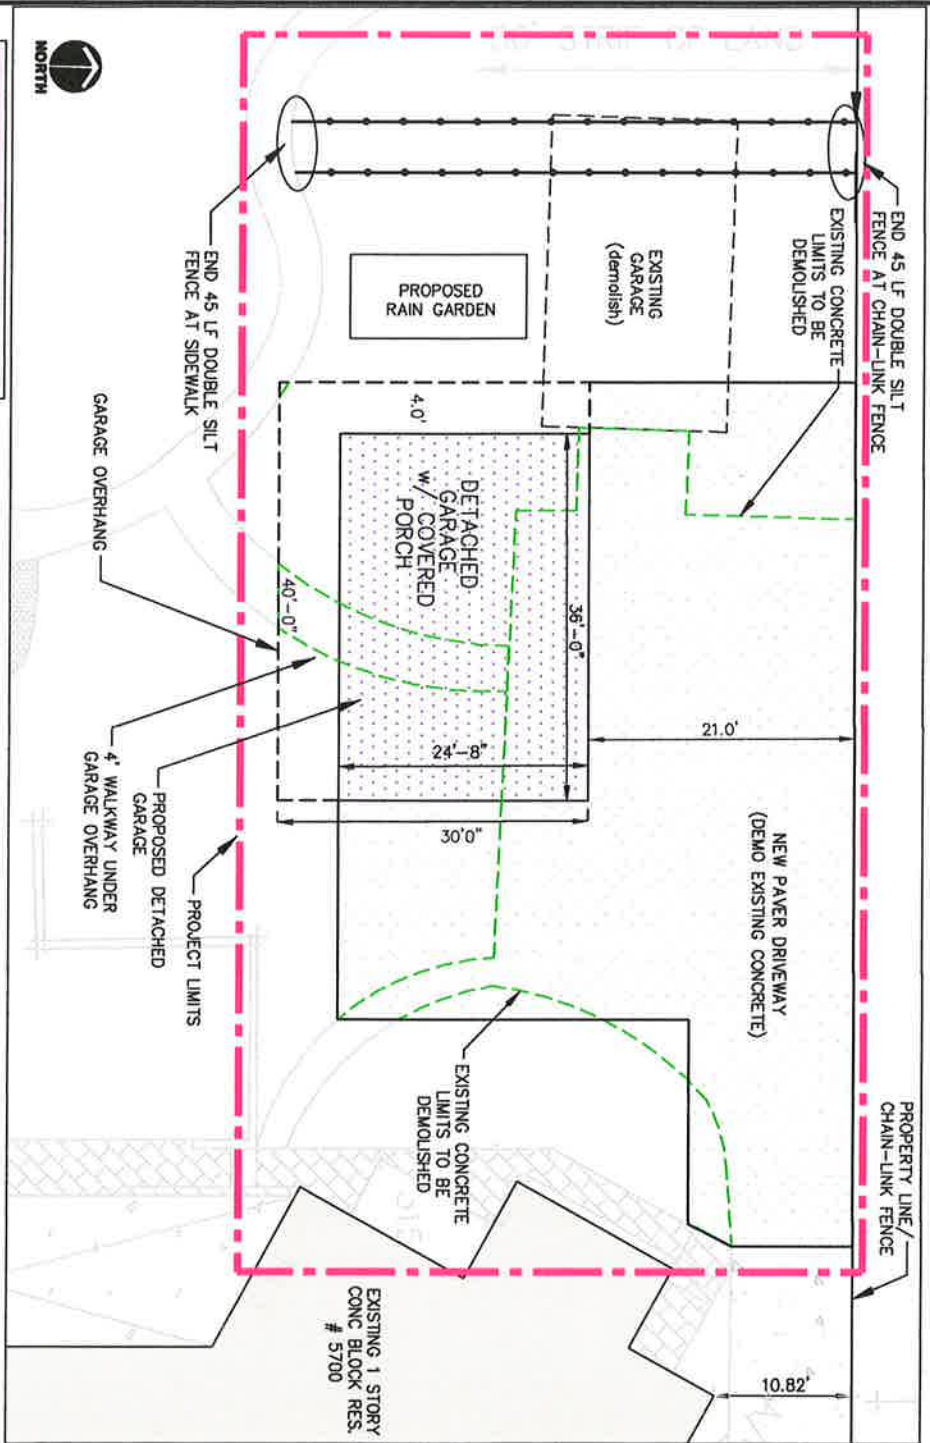 END 45 LF DOUBLE SILT
FENCE AT CHAIN-LINK FENCE
EXISTING CONCRETE
LIMITS TO BE
DEMOLISHED
PROPERTY LINE/
CHAIN-LINK FENCE
NORTH
EXISTING
GARAGE
(demolish)
PROPOSED
RAIN GARDEN
END 45 LF DOUBLE SILT
FENCE AT SIDEWALK
4.0'
DETACHED
GARAGE
w/ COVERED
PORCH
36'-0"
21.0'
24'-8"
30'0"
40'-0"
NEW PAVER DRIVEWAY
(DEMO EXISTING CONCRETE)
GARAGE OVERHANG
4' WALKWAY UNDER
GARAGE OVERHANG
PROPOSED DETACHED
GARAGE
PROJECT LIMITS
EXISTING CONCRETE
LIMITS TO BE
DEMOLISHED
10.82'
EXISTING 1 STORY
CONC BLOCK RES.
# 5700